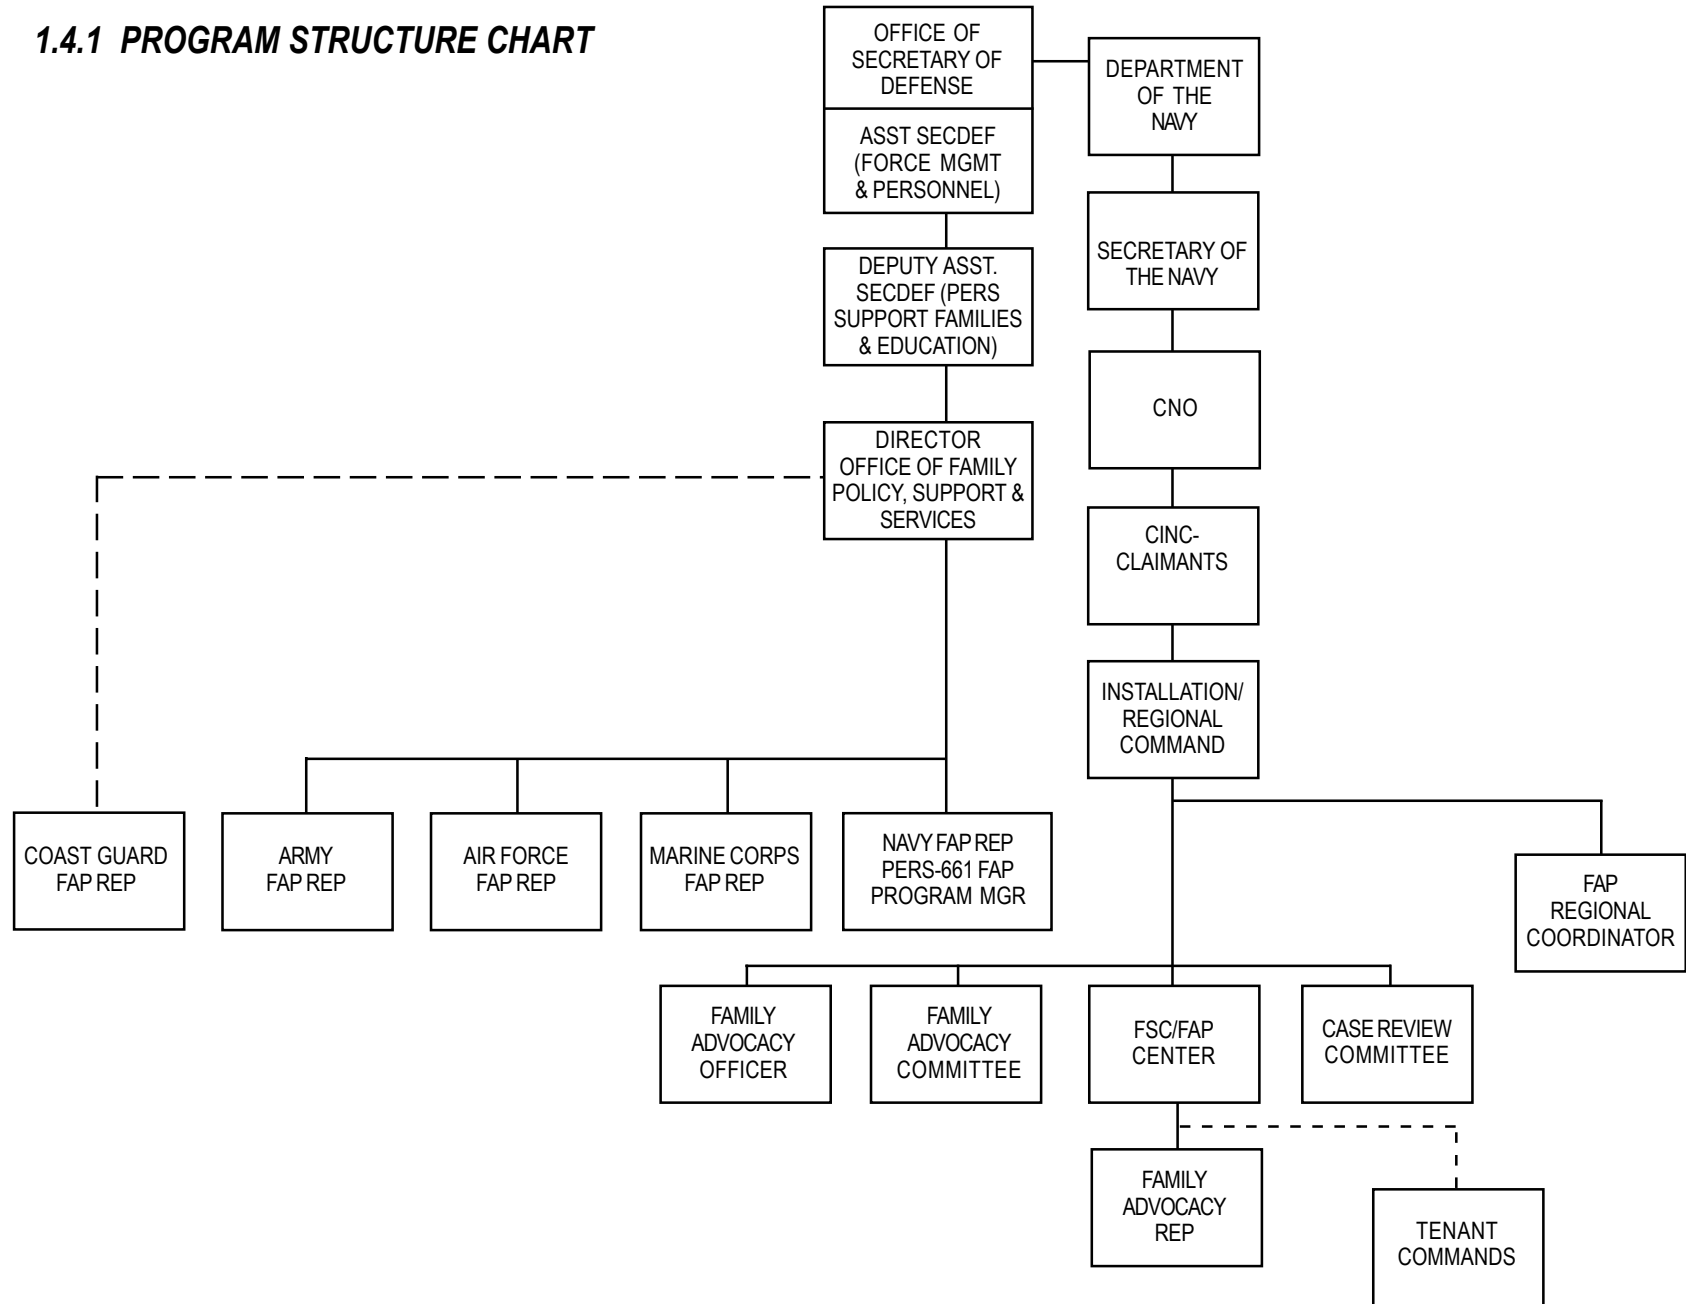 1.4.1 PROGRAM STRUCTURE CHART
OFFICE OF
SECRETARY OF
DEFENSE
ASST SECDEF
(FORCE MGMT
& PERSONNEL)
DEPARTMENT
OF THE
NAVY
SECRETARY OF
THE NAVY
DEPUTY ASST.
SECDEF (PERS
SUPPORT FAMILIES
& EDUCATION)
CNO
DIRECTOR
OFFICE OF FAMILY
POLICY, SUPPORT &
SERVICES
CINC-
CLAIMANTS
INSTALLATION/
REGIONAL
COMMAND
COAST GUARD
FAP REP
ARMY
FAP REP
AIR FORCE
FAP REP
MARINE CORPS
FAP REP
NAVY FAP REP
PERS-661 FAP
PROGRAM MGR
FAP
REGIONAL
COORDINATOR
FAMILY
ADVOCACY
OFFICER
FAMILY
ADVOCACY
COMMITTEE
FSC/FAP
CENTER
CASE REVIEW
COMMITTEE
FAMILY
ADVOCACY
REP
TENANT
COMMANDS